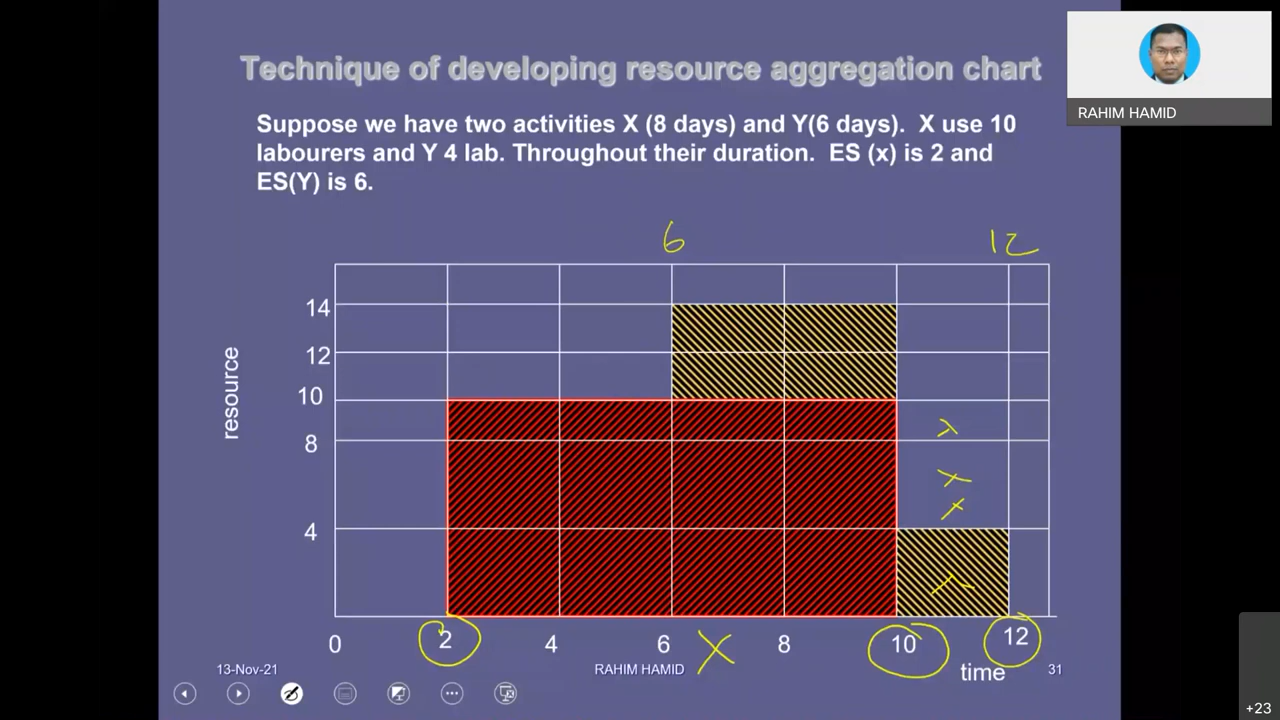 Technique of developing resource aggregation chart
RAHIM HAMID
Suppose we have two activities X (8 days) and Y(6 days). X use 10
labourers and Y 4 lab. Throughout their duration. ES (x) is 2 and
ES(Y) is 6.
6
12
14
12
10
8
4
resource
0
2
4
6
X
8
10
12
time
13-Nov-21
RAHIM HAMID
31
+23